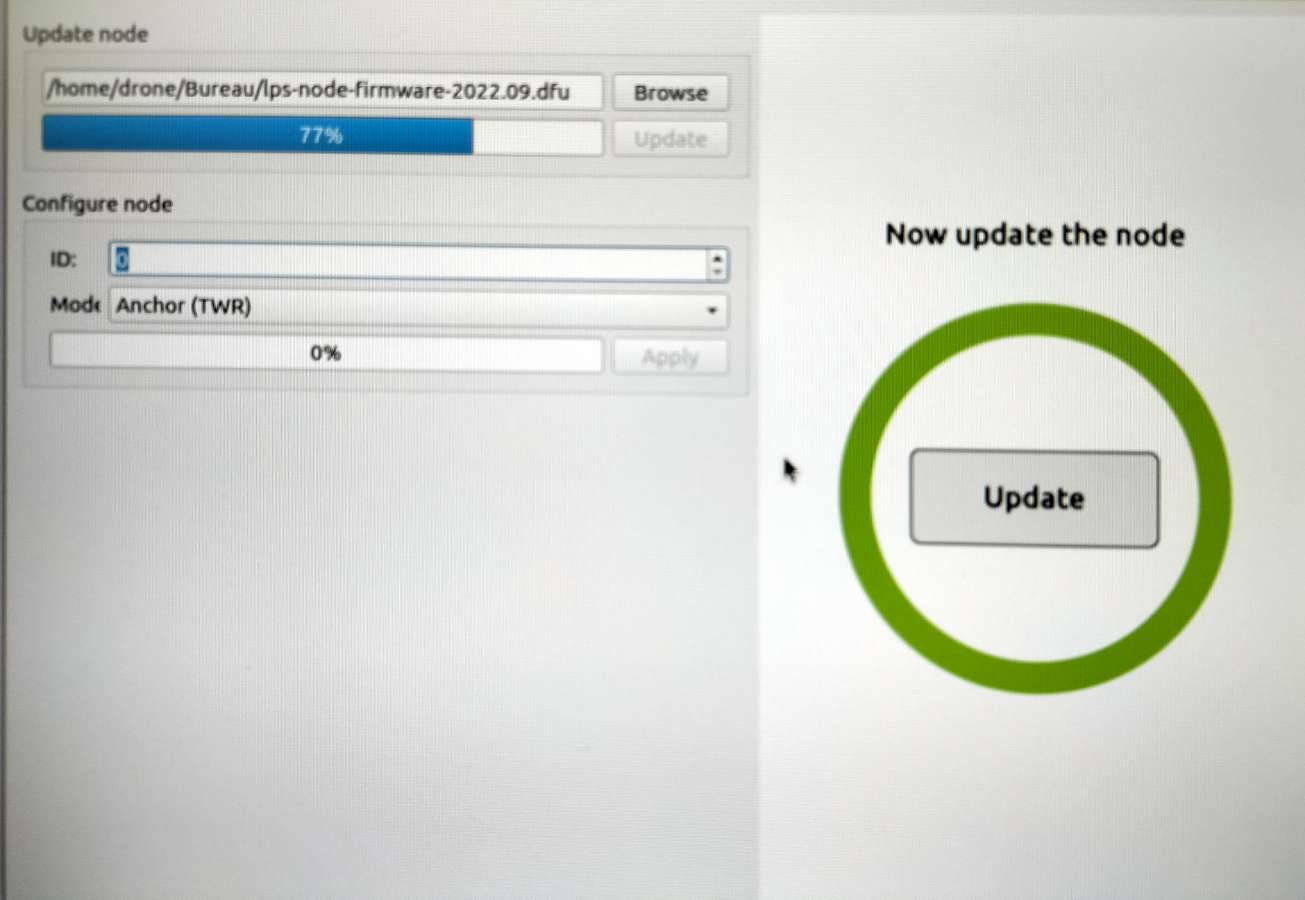 Update node
/home/drone/Bureau/lps-node-firmware-2022.09.dfu
Browse
77%
Update
Configure node
ID:
0
Mode
Anchor (TWR)
0%
Apply
Now update the node
Update